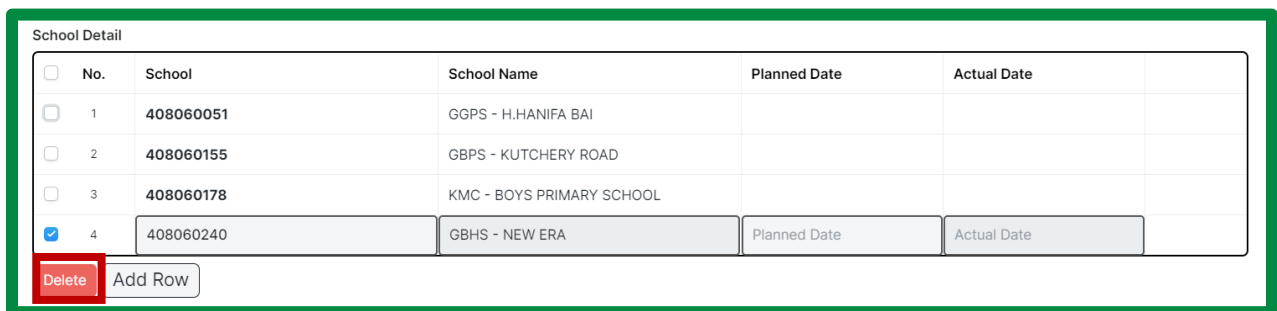 School Detail
No. School School Name Planned Date Actual Date
1 408060051 GGPS - H.HANIFA BAI
2 408060155 GBPS - KUTCHERY ROAD
3 408060178 KMC - BOYS PRIMARY SCHOOL
4 408060240 GBHS - NEW ERA Planned Date Actual Date
Delete Add Row